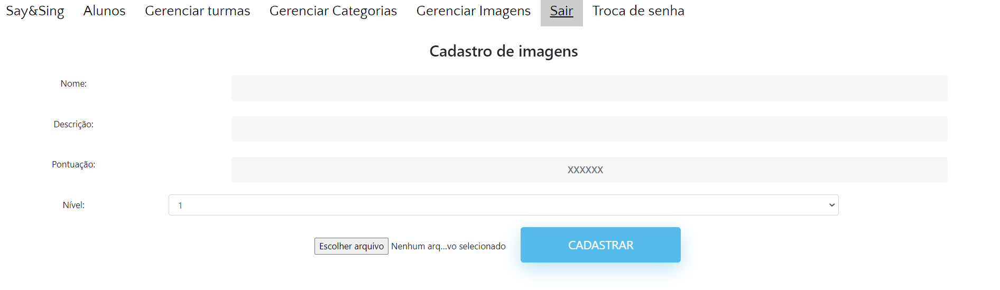 Say&Sing Alunos Gerenciar turmas Gerenciar Categorias Gerenciar Imagens Sair Troca de senha
Cadastro de imagens
Nome:
Descrição:
Pontuação: XXXXXX
Nível: 1
Escolher arquivo Nenhum arq...vo selecionado CADASTRAR